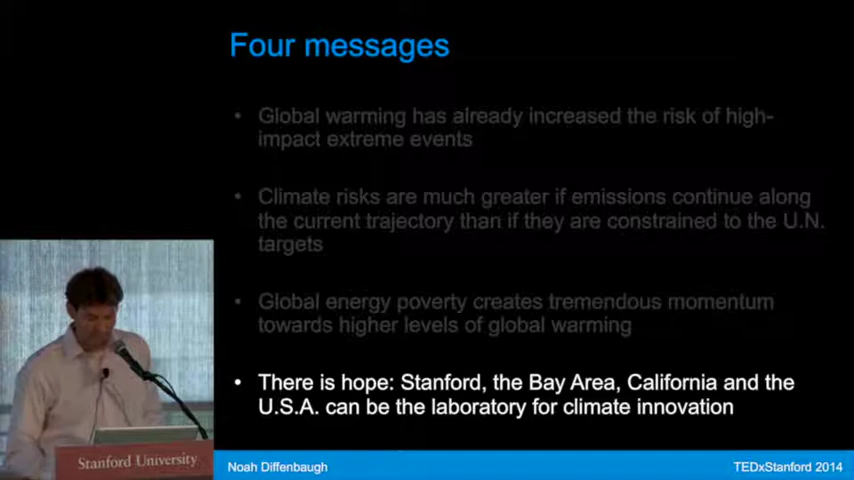 Four messages
• Global warming has already increased the risk of high-
impact extreme events
• Climate risks are much greater if emissions continue along
the current trajectory than if they are constrained to the U.N.
targets
• Global energy poverty creates tremendous momentum
towards higher levels of global warming
• There is hope: Stanford, the Bay Area, California and the
U.S.A. can be the laboratory for climate innovation
Stanford University
Noah Diffenbaugh
TEDxStanford 2014